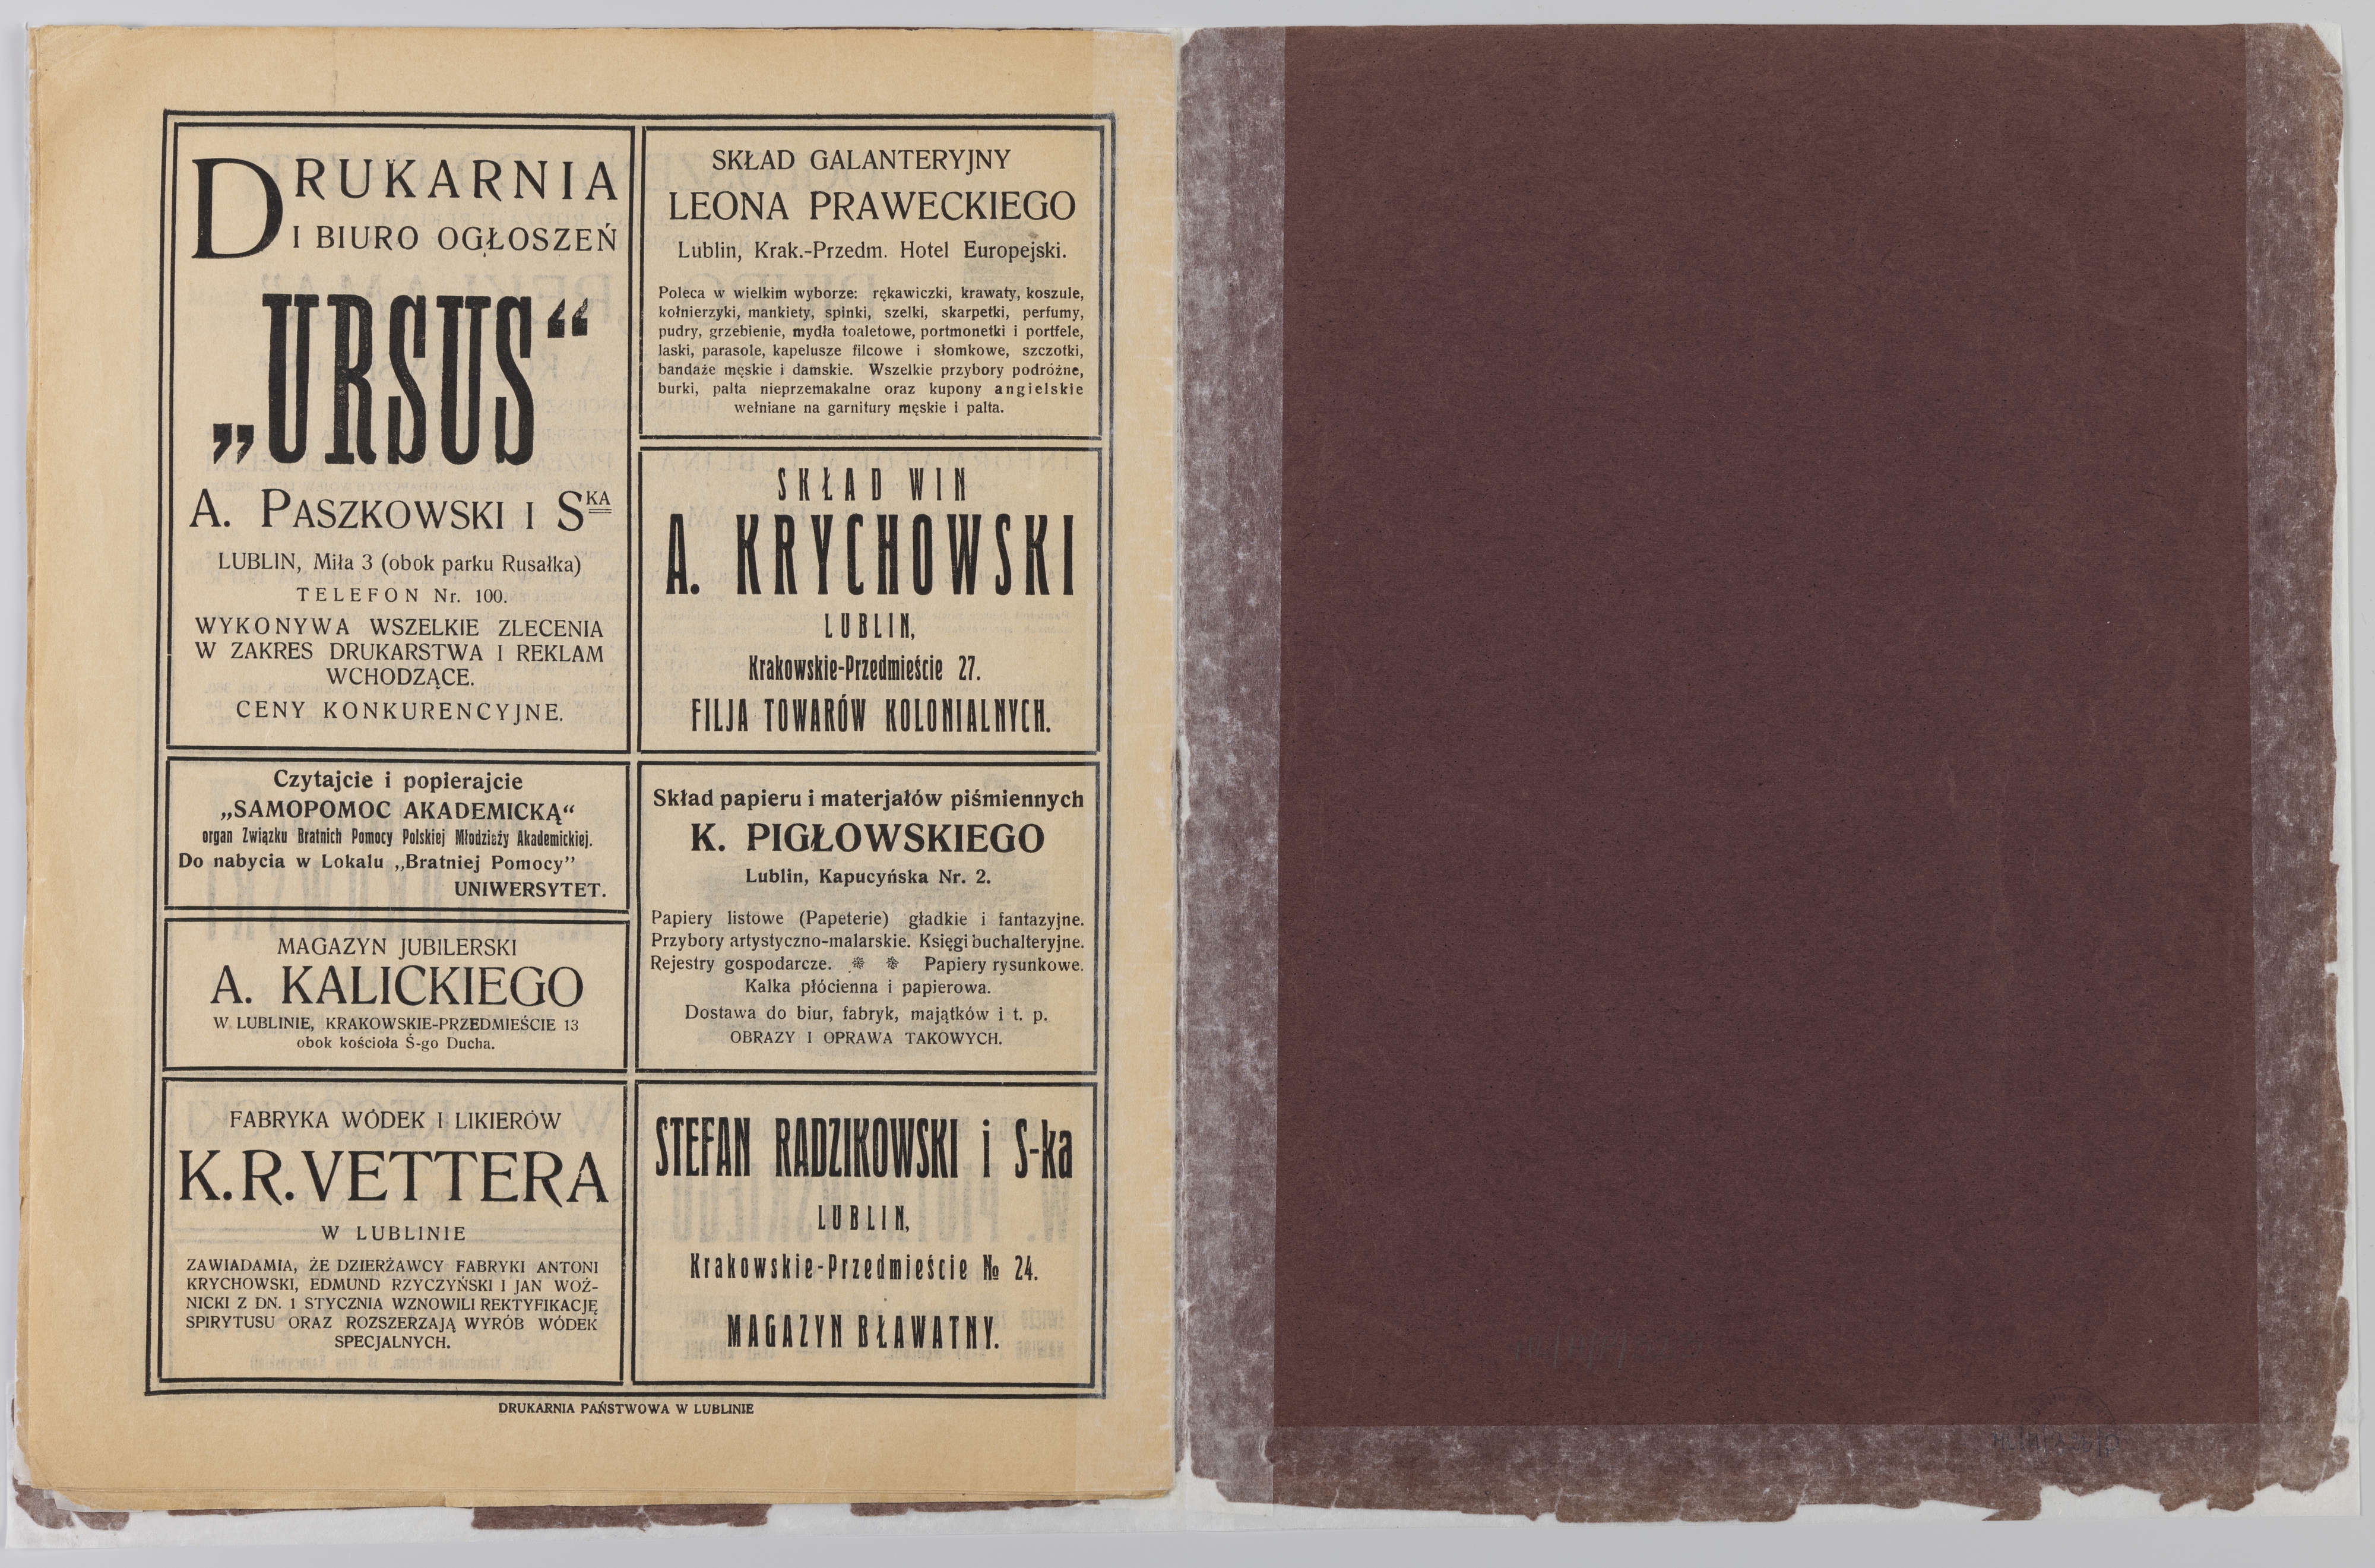 DRUKARNIA
I BIURO OGŁOSZEŃ
„URSUS“
A. PASZKOWSKI I SKA
LUBLIN, Miła 3 (obok parku Rusałka)
TELEFON Nr. 100.
WYKONYWA WSZELKIE ZLECENIA
W ZAKRES DRUKARSTWA I REKLAM
WCHODZĄCE.
CENY KONKURENCYJNE.
Czytajcie i popierajcie
„SAMOPOMOC AKADEMICKĄ“
organ Związku Bratnich Pomocy Polskiej Młodzieży Akademickiej.
Do nabycia w Lokalu „Bratniej Pomocy”
UNIWERSYTET.
MAGAZYN JUBILERSKI
A. KALICKIEGO
W LUBLINIE, KRAKOWSKIE-PRZEDMIEŚCIE 13
obok kościoła Ś-go Ducha.
FABRYKA WÓDEK I LIKIERÓW
K. R. VETTERA
W LUBLINIE
ZAWIADAMIA, ŻE DZIERŻAWCY FABRYKI ANTONI
KRYCHOWSKI, EDMUND RZYCZYŃSKI I JAN WOŹ-
NICKI Z DN. 1 STYCZNIA WZNOWILI REKTYFIKACJĘ
SPIRYTUSU ORAZ ROZSZERZAJĄ WYRÓB WÓDEK
SPECJALNYCH.
SKŁAD GALANTERYJNY
LEONA PRAWECKIEGO
Lublin, Krak.-Przedm. Hotel Europejski.
Poleca w wielkim wyborze: rękawiczki, krawaty, koszule,
kołnierzyki, mankiety, spinki, szelki, skarpetki, perfumy,
pudry, grzebienie, mydła toaletowe, portmonetki i portfele,
laski, parasole, kapelusze filcowe i słomkowe, szczotki,
bandaże męskie i damskie. Wszelkie przybory podróżne,
burki, palta nieprzemakalne oraz kupony angielskie
wełniane na garnitury męskie i palta.
SKŁAD WIN
A. KRYCHOWSKI
LUBLIN,
Krakowskie-Przedmieście 27.
FILJA TOWARÓW KOLONIALNYCH.
Skład papieru i materjałów piśmiennych
K. PIGŁOWSKIEGO
Lublin, Kapucyńska Nr. 2.
Papiery listowe (Papeterie) gładkie i fantazyjne.
Przybory artystyczno-malarskie. Księgi buchalteryjne.
Rejestry gospodarcze. Papiery rysunkowe.
Kalka płócienna i papierowa.
Dostawa do biur, fabryk, majątków i t. p.
OBRAZY I OPRAWA TAKOWYCH.
STEFAN RADZIKOWSKI i S-ka
LUBLIN,
Krakowskie-Przedmieście № 24.
MAGAZYN BŁAWATNY.
DRUKARNIA PAŃSTWOWA W LUBLINIE